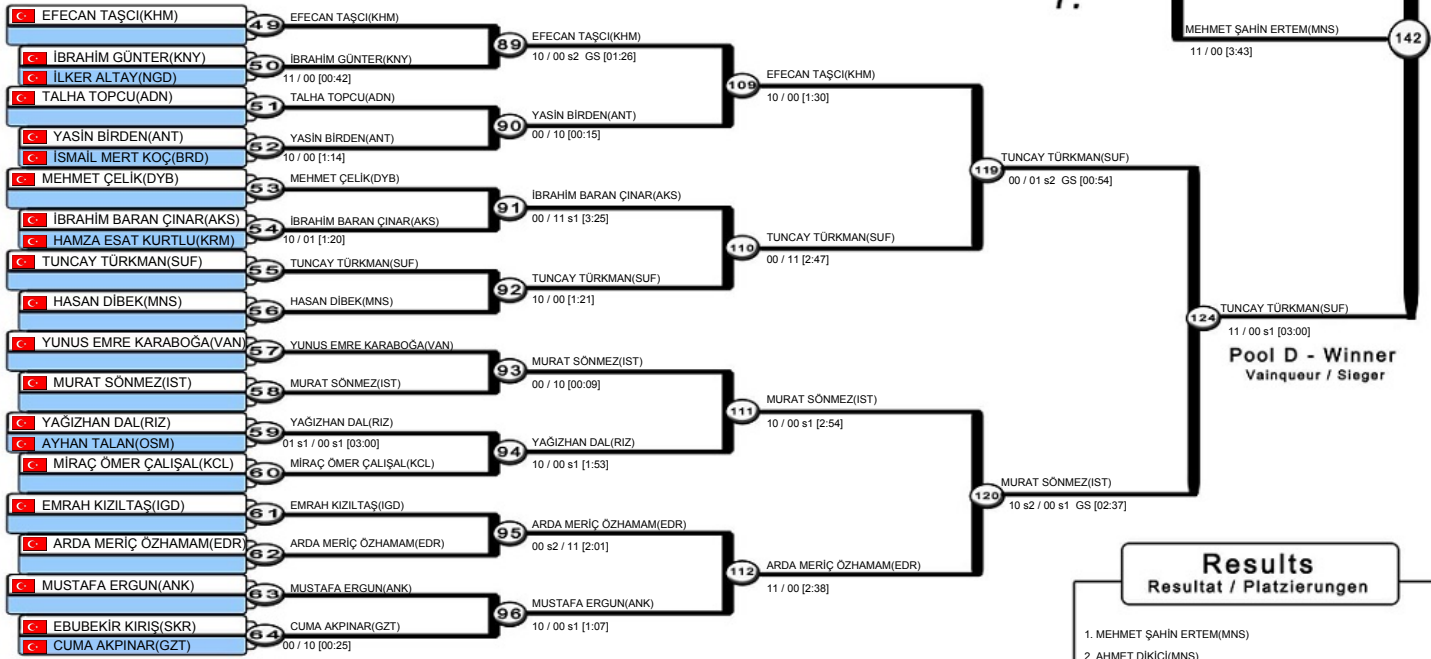 EFECAN TAŞCI(KHM)
İBRAHİM GÜNTER(KNY)
İLKER ALTAY(NGD)
TALHA TOPCU(ADN)
YASİN BİRDEN(ANT)
İSMAİL MERT KOÇ(BRD)
MEHMET ÇELİK(DYB)
İBRAHİM BARAN ÇINAR(AKS)
HAMZA ESAT KURTLU(KRM)
TUNCAY TÜRKMAN(SUF)
HASAN DİBEK(MNS)
YUNUS EMRE KARABOĞA(VAN)
MURAT SÖNMEZ(IST)
YAĞIZHAN DAL(RIZ)
AYHAN TALAN(OSM)
MİRAÇ ÖMER ÇALIŞAL(KCL)
EMRAH KIZILTAŞ(IGD)
ARDA MERİÇ ÖZHAMAM(EDR)
MUSTAFA ERGUN(ANK)
EBUBEKİR KIRIŞ(SKR)
CUMA AKPINAR(GZT)
49
EFECAN TAŞCI(KHM)
50
İBRAHİM GÜNTER(KNY)
11 / 00 [00:42]
51
TALHA TOPCU(ADN)
52
YASİN BİRDEN(ANT)
10 / 00 [1:14]
53
MEHMET ÇELİK(DYB)
54
İBRAHİM BARAN ÇINAR(AKS)
10 / 01 [1:20]
55
TUNCAY TÜRKMAN(SUF)
56
HASAN DİBEK(MNS)
57
YUNUS EMRE KARABOĞA(VAN)
58
MURAT SÖNMEZ(IST)
59
YAĞIZHAN DAL(RIZ)
01 s1 / 00 s1 [03:00]
60
MİRAÇ ÖMER ÇALIŞAL(KCL)
61
EMRAH KIZILTAŞ(IGD)
62
ARDA MERİÇ ÖZHAMAM(EDR)
63
MUSTAFA ERGUN(ANK)
64
CUMA AKPINAR(GZT)
00 / 10 [00:25]
89
EFECAN TAŞCI(KHM)
10 / 00 s2 GS [01:26]
90
YASİN BİRDEN(ANT)
00 / 10 [00:15]
91
İBRAHİM BARAN ÇINAR(AKS)
00 / 11 s1 [3:25]
92
TUNCAY TÜRKMAN(SUF)
10 / 00 [1:21]
93
MURAT SÖNMEZ(IST)
00 / 10 [00:09]
94
YAĞIZHAN DAL(RIZ)
10 / 00 s1 [1:53]
95
ARDA MERİÇ ÖZHAMAM(EDR)
00 s2 / 11 [2:01]
96
MUSTAFA ERGUN(ANK)
10 / 00 s1 [1:07]
109
EFECAN TAŞCI(KHM)
10 / 00 [1:30]
110
TUNCAY TÜRKMAN(SUF)
00 / 11 [2:47]
111
MURAT SÖNMEZ(IST)
10 / 00 s1 [2:54]
112
ARDA MERİÇ ÖZHAMAM(EDR)
11 / 00 [2:38]
119
TUNCAY TÜRKMAN(SUF)
00 / 01 s2 GS [00:54]
120
MURAT SÖNMEZ(IST)
10 s2 / 00 s1 GS [02:37]
124
TUNCAY TÜRKMAN(SUF)
11 / 00 s1 [03:00]
Pool D - Winner
Vainqueur / Sieger
MEHMET ŞAHİN ERTEM(MNS)
11 / 00 [3:43]
142
Results
Resultat / Platzierungen
1. MEHMET ŞAHİN ERTEM(MNS)
2. AHMET DİKİCİ(MNS)